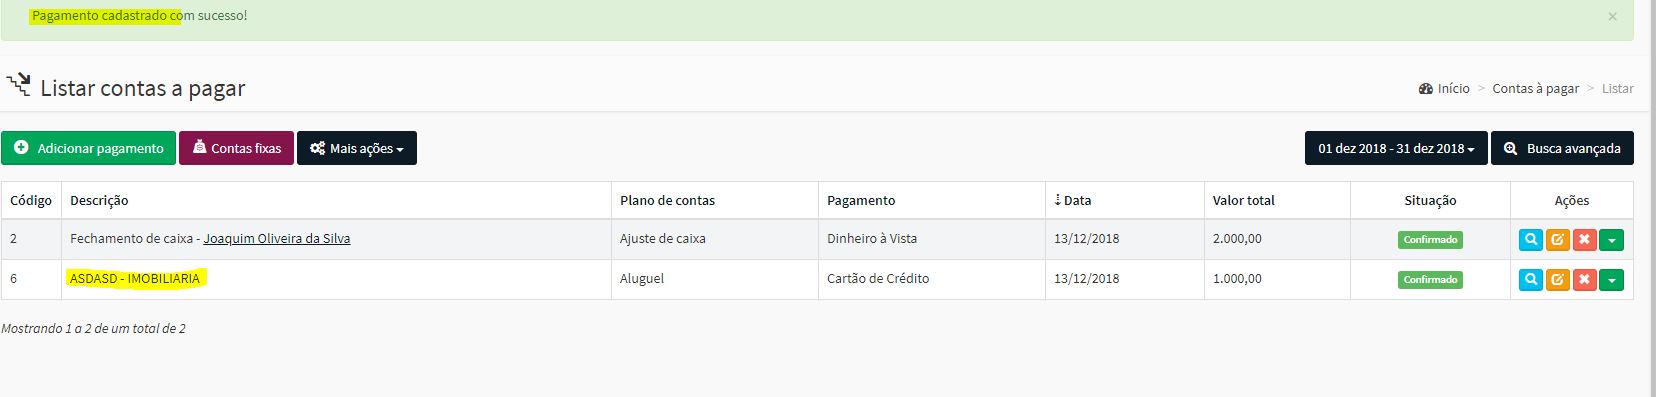 Pagamento cadastrado com sucesso! ×
Listar contas a pagar
Início > Contas à pagar > Listar
Adicionar pagamento Contas fixas Mais ações 01 dez 2018 - 31 dez 2018 Busca avançada
Código Descrição Plano de contas Pagamento Data Valor total Situação Ações
2 Fechamento de caixa - Joaquim Oliveira da Silva Ajuste de caixa Dinheiro à Vista 13/12/2018 2.000,00 Confirmado
6 ASDASD - IMOBILIARIA Aluguel Cartão de Crédito 13/12/2018 1.000,00 Confirmado
Mostrando 1 a 2 de um total de 2